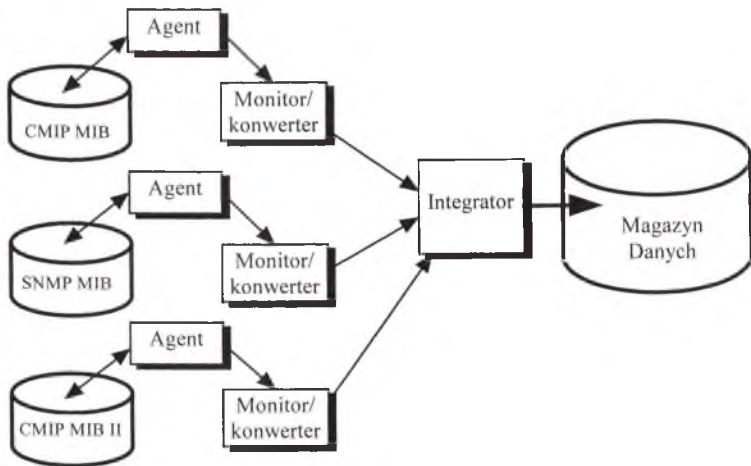 Agent
Monitor/
konwerter
CMIP MIB
Agent
Integrator
Magazyn
Danych
SNMP MIB
Monitor/
konwerter
Agent
Monitor/
konwerter
CMIP MIB II